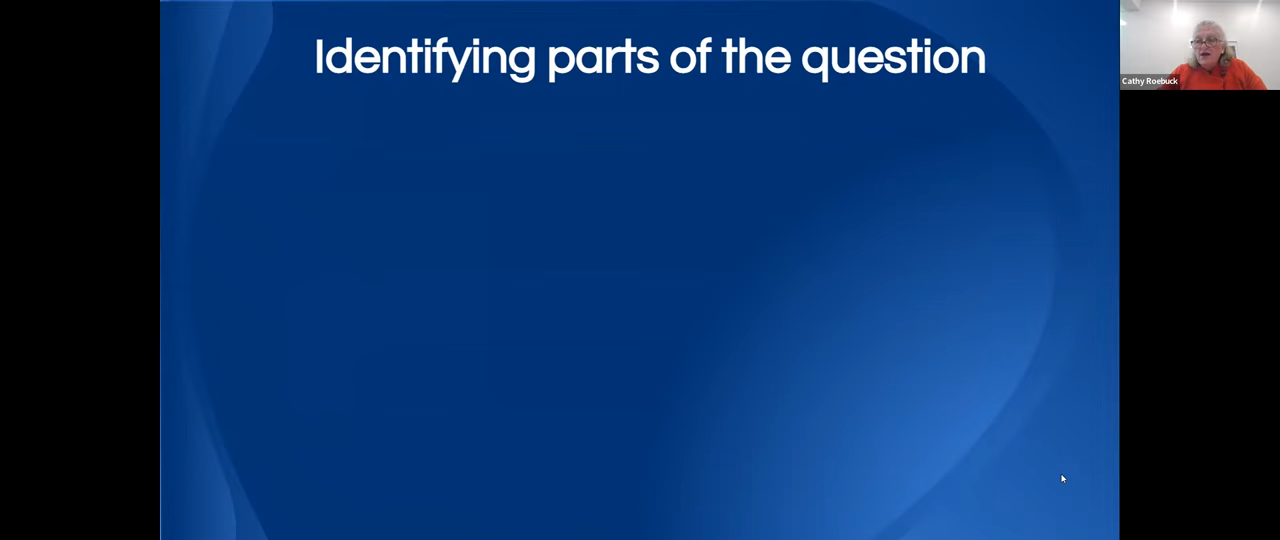 Identifying parts of the question
Cathy Roebuck